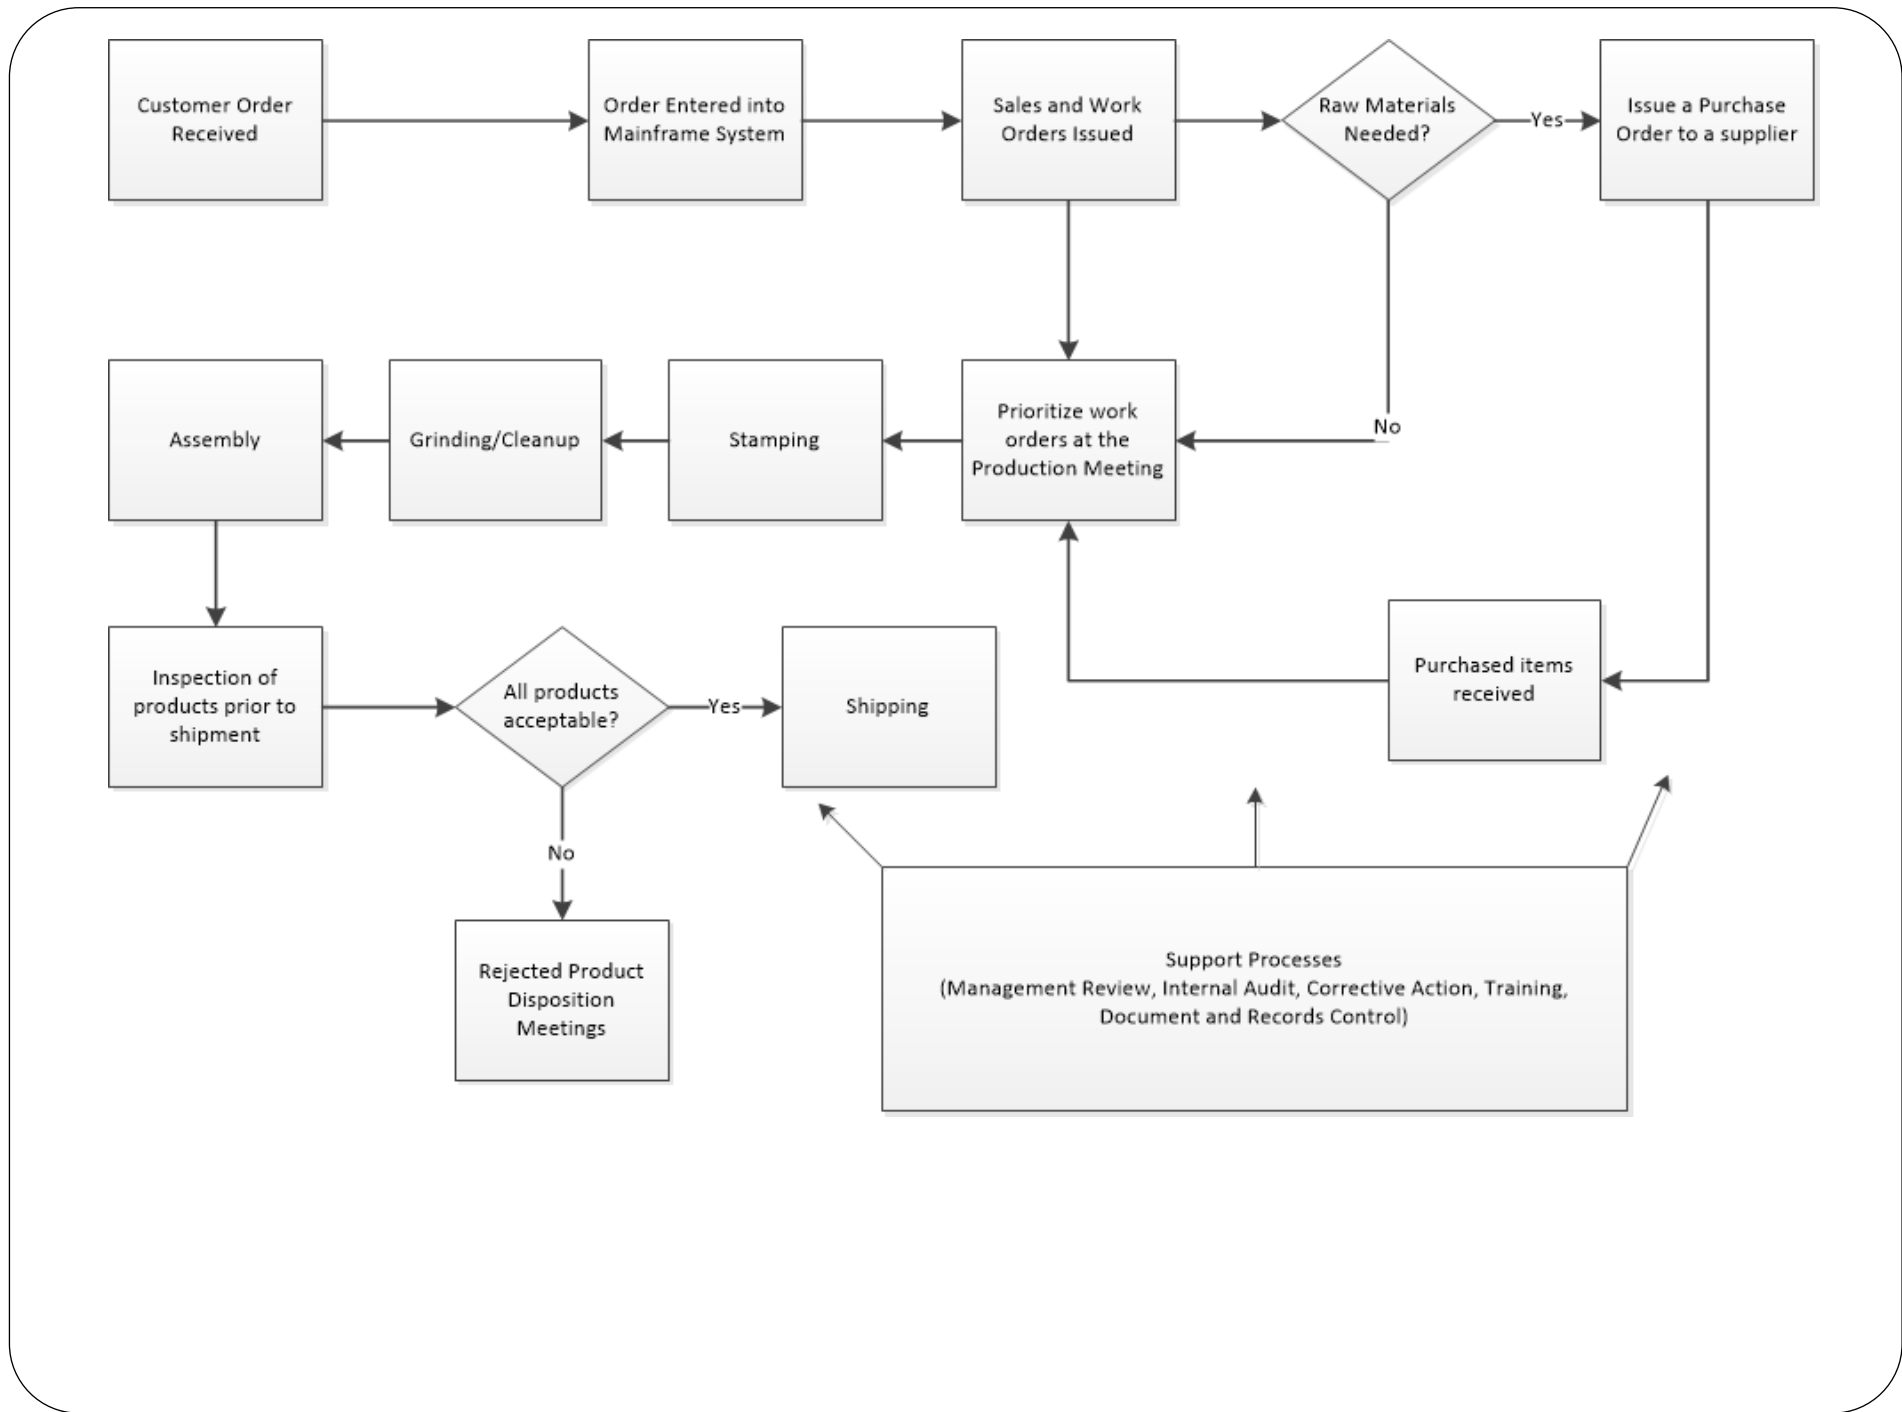 Customer Order
Received
Order Entered into
Mainframe System
Sales and Work
Orders Issued
Raw Materials
Needed?
Yes
Issue a Purchase
Order to a supplier
Assembly
Grinding/Cleanup
Stamping
Prioritize work
orders at the
Production Meeting
No
Inspection of
products prior to
shipment
All products
acceptable?
Yes
Shipping
Purchased items
received
No
Rejected Product
Disposition
Meetings
Support Processes
(Management Review, Internal Audit, Corrective Action, Training,
Document and Records Control)